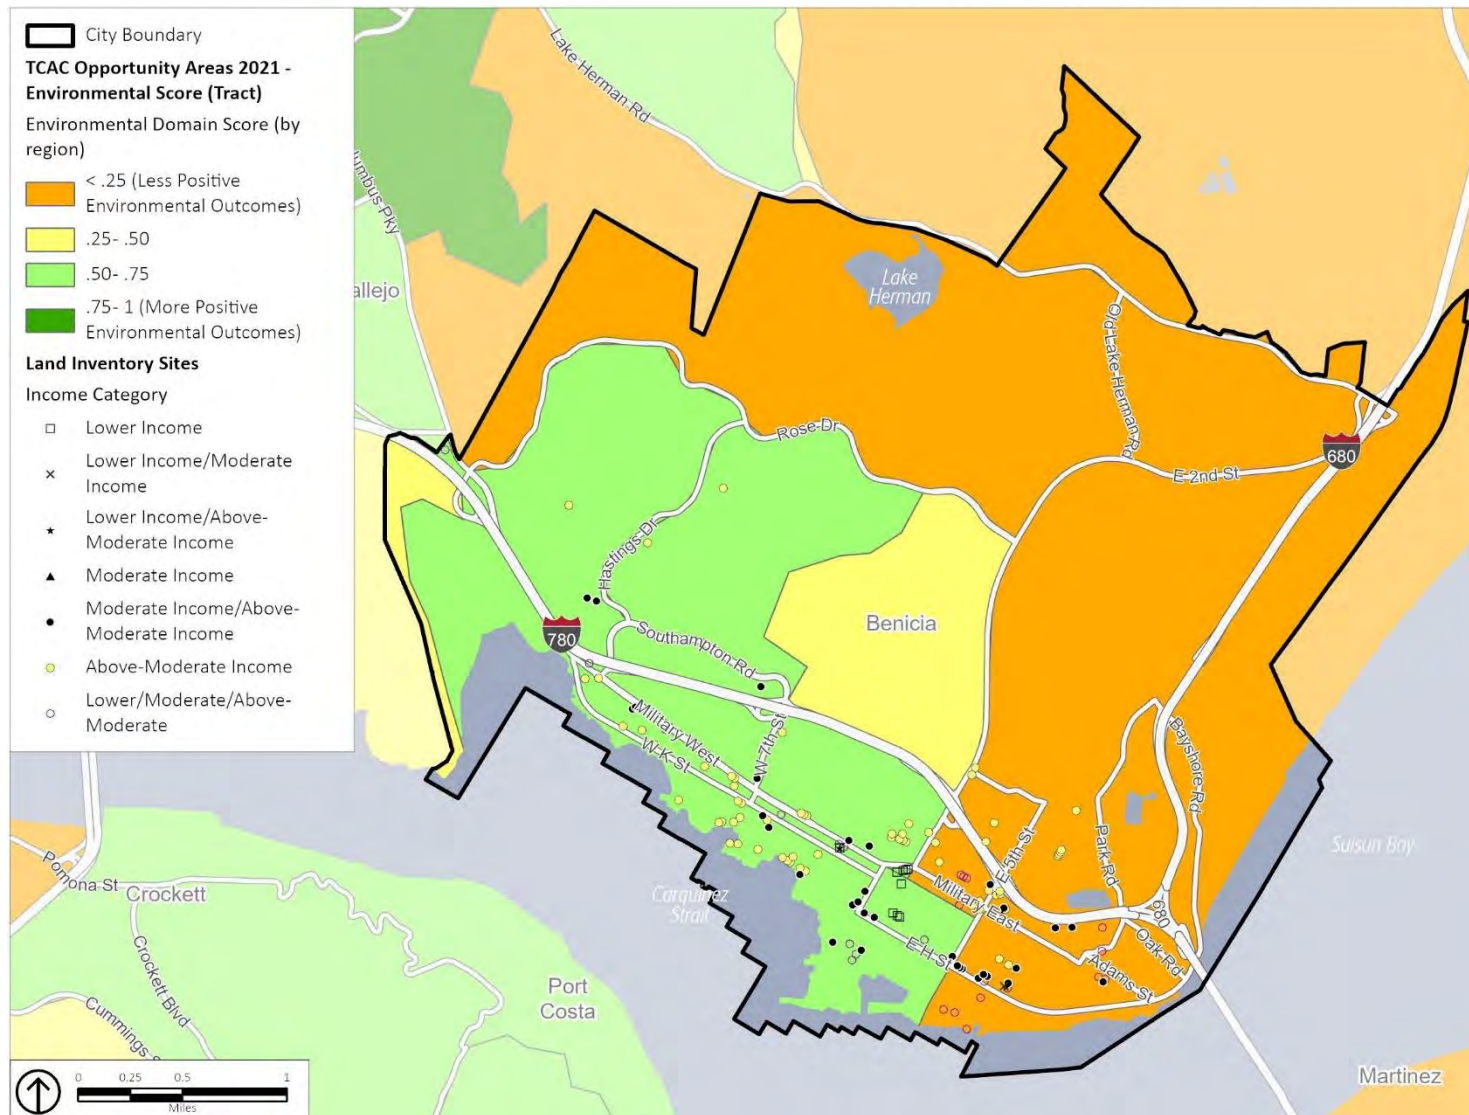 City Boundary
TCAC Opportunity Areas 2021 -
Environmental Score (Tract)
Environmental Domain Score (by
region)
< .25 (Less Positive
Environmental Outcomes)
.25- .50
.50- .75
.75- 1 (More Positive
Environmental Outcomes)
Land Inventory Sites
Income Category
Lower Income
Lower Income/Moderate
Income
Lower Income/Above-
Moderate Income
Moderate Income
Moderate Income/Above-
Moderate Income
Above-Moderate Income
Lower/Moderate/Above-
Moderate
Lake Herman Rd
lumbus Pky
allejo
Lake
Herman
Old Lake Herman Rd
E 2nd St
680
Rose Dr
Hastings Dr
Benicia
780
Southampton Rd
Military West
W K St
W 7th St
Bayshore Rd
Park Rd
E 5th St
Military East
680
Oak Rd
Adams St
E H St
Suisun Bay
Carquinez
Strait
Pomona St
Crockett
Crockett Blvd
Cummings S
Port
Costa
Martinez
0 0.25 0.5 1
Miles